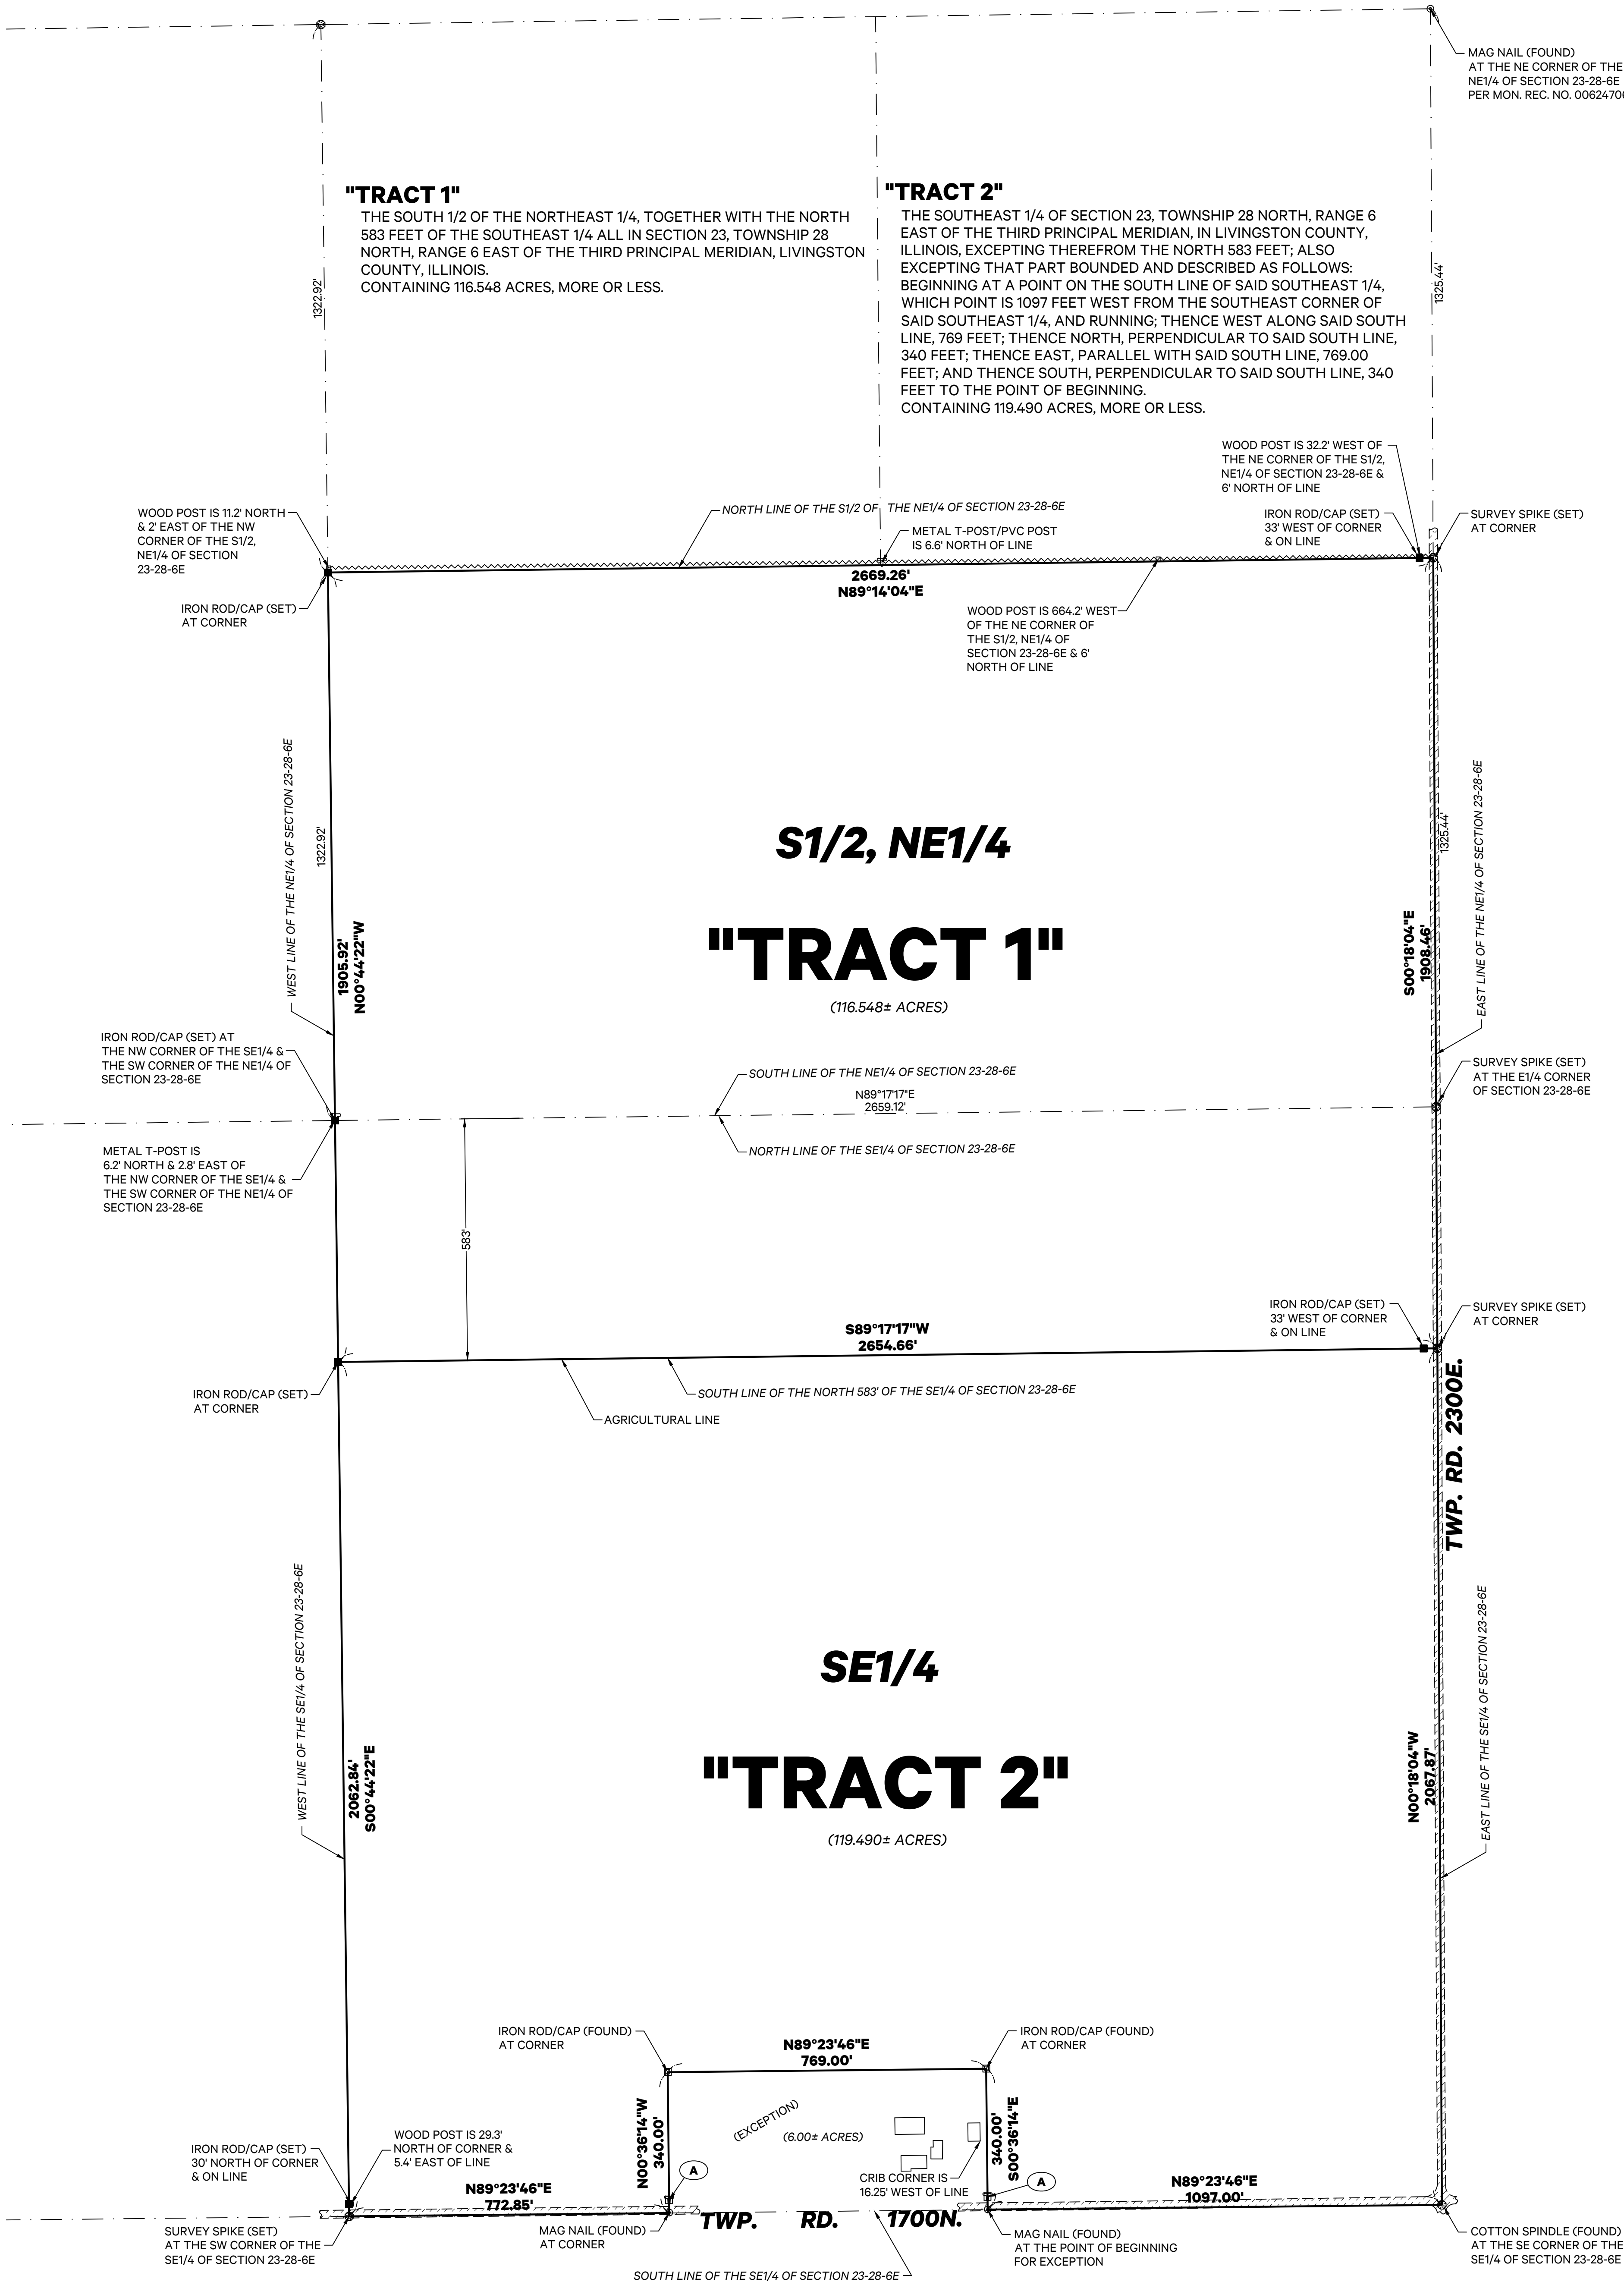 MAG NAIL (FOUND)
AT THE NE CORNER OF THE
NE1/4 OF SECTION 23-28-6E
PER MON. REC. NO.
"TRACT 1"
THE SOUTH 1/2 OF THE NORTHEAST 1/4, TOGETHER WITH THE NORTH
583 FEET OF THE SOUTHEAST 1/4 ALL IN SECTION 23, TOWNSHIP 28
NORTH, RANGE 6 EAST OF THE THIRD PRINCIPAL MERIDIAN, LIVINGSTON
COUNTY, ILLINOIS.
CONTAINING 116.548 ACRES, MORE OR LESS.
"TRACT 2"
THE SOUTHEAST 1/4 OF SECTION 23, TOWNSHIP 28 NORTH, RANGE 6
EAST OF THE THIRD PRINCIPAL MERIDIAN, IN LIVINGSTON COUNTY,
ILLINOIS, EXCEPTING THEREFROM THE NORTH 583 FEET; ALSO
EXCEPTING THAT PART BOUNDED AND DESCRIBED AS FOLLOWS:
BEGINNING AT A POINT ON THE SOUTH LINE OF SAID SOUTHEAST 1/4,
WHICH POINT IS 1097 FEET WEST FROM THE SOUTHEAST CORNER OF
SAID SOUTHEAST 1/4, AND RUNNING; THENCE WEST ALONG SAID SOUTH
LINE, 769 FEET; THENCE NORTH, PERPENDICULAR TO SAID SOUTH LINE,
340 FEET; THENCE EAST, PARALLEL WITH SAID SOUTH LINE, 769.00
FEET; AND THENCE SOUTH, PERPENDICULAR TO SAID SOUTH LINE, 340
FEET TO THE POINT OF BEGINNING.
CONTAINING 119.490 ACRES, MORE OR LESS.
1322.92'
1325.44'
WOOD POST IS 32.2' WEST OF
THE NE CORNER OF THE S1/2,
NE1/4 OF SECTION 23-28-6E &
6' NORTH OF LINE
WOOD POST IS 11.2' NORTH
& 2' EAST OF THE NW
CORNER OF THE S1/2,
NE1/4 OF SECTION
23-28-6E
NORTH LINE OF THE S1/2 OF THE NE1/4 OF SECTION 23-28-6E
METAL T-POST/PVC POST
IS 6.6' NORTH OF LINE
IRON ROD/CAP (SET)
33' WEST OF CORNER
& ON LINE
SURVEY SPIKE (SET)
AT CORNER
2669.26'
N89°14'04"E
IRON ROD/CAP (SET)
AT CORNER
WOOD POST IS 664.2' WEST
OF THE NE CORNER OF
THE S1/2, NE1/4 OF
SECTION 23-28-6E & 6'
NORTH OF LINE
WEST LINE OF THE NE1/4 OF SECTION 23-28-6E
1322.92'
1905.92'
N00°44'22"W
S1/2, NE1/4
"TRACT 1"
(116.548± ACRES)
S00°18'04"E
1908.46'
1325.44'
EAST LINE OF THE NE1/4 OF SECTION 23-28-6E
IRON ROD/CAP (SET) AT
THE NW CORNER OF THE SE1/4 &
THE SW CORNER OF THE NE1/4 OF
SECTION 23-28-6E
SOUTH LINE OF THE NE1/4 OF SECTION 23-28-6E
N89°17'17"E
2659.12'
SURVEY SPIKE (SET)
AT THE E1/4 CORNER
OF SECTION 23-28-6E
METAL T-POST IS
6.2' NORTH & 2.8' EAST OF
THE NW CORNER OF THE SE1/4 &
THE SW CORNER OF THE NE1/4 OF
SECTION 23-28-6E
NORTH LINE OF THE SE1/4 OF SECTION 23-28-6E
583'
IRON ROD/CAP (SET)
33' WEST OF CORNER
& ON LINE
SURVEY SPIKE (SET)
AT CORNER
S89°17'17"W
2654.66'
IRON ROD/CAP (SET)
AT CORNER
SOUTH LINE OF THE NORTH 583' OF THE SE1/4 OF SECTION 23-28-6E
AGRICULTURAL LINE
TWP. RD. 2300E.
WEST LINE OF THE SE1/4 OF SECTION 23-28-6E
2062.84'
S00°44'22"E
SE1/4
"TRACT 2"
(119.490± ACRES)
N00°18'04"W
2067.87'
EAST LINE OF THE SE1/4 OF SECTION 23-28-6E
IRON ROD/CAP (FOUND)
AT CORNER
N89°23'46"E
769.00'
IRON ROD/CAP (FOUND)
AT CORNER
N00°36'14"W
340.00'
(EXCEPTION)
(6.00± ACRES)
340.00'
S00°36'14"E
CRIB CORNER IS
16.25' WEST OF LINE
IRON ROD/CAP (SET)
30' NORTH OF CORNER
& ON LINE
WOOD POST IS 29.3'
NORTH OF CORNER &
5.4' EAST OF LINE
A
A
N89°23'46"E
772.85'
N89°23'46"E
1097.00'
TWP. RD. 1700N.
SURVEY SPIKE (SET)
AT THE SW CORNER OF THE
SE1/4 OF SECTION 23-28-6E
MAG NAIL (FOUND)
AT CORNER
MAG NAIL (FOUND)
AT THE POINT OF BEGINNING
FOR EXCEPTION
COTTON SPINDLE (FOUND)
AT THE SE CORNER OF THE
SE1/4 OF SECTION 23-28-6E
SOUTH LINE OF THE SE1/4 OF SECTION 23-28-6E